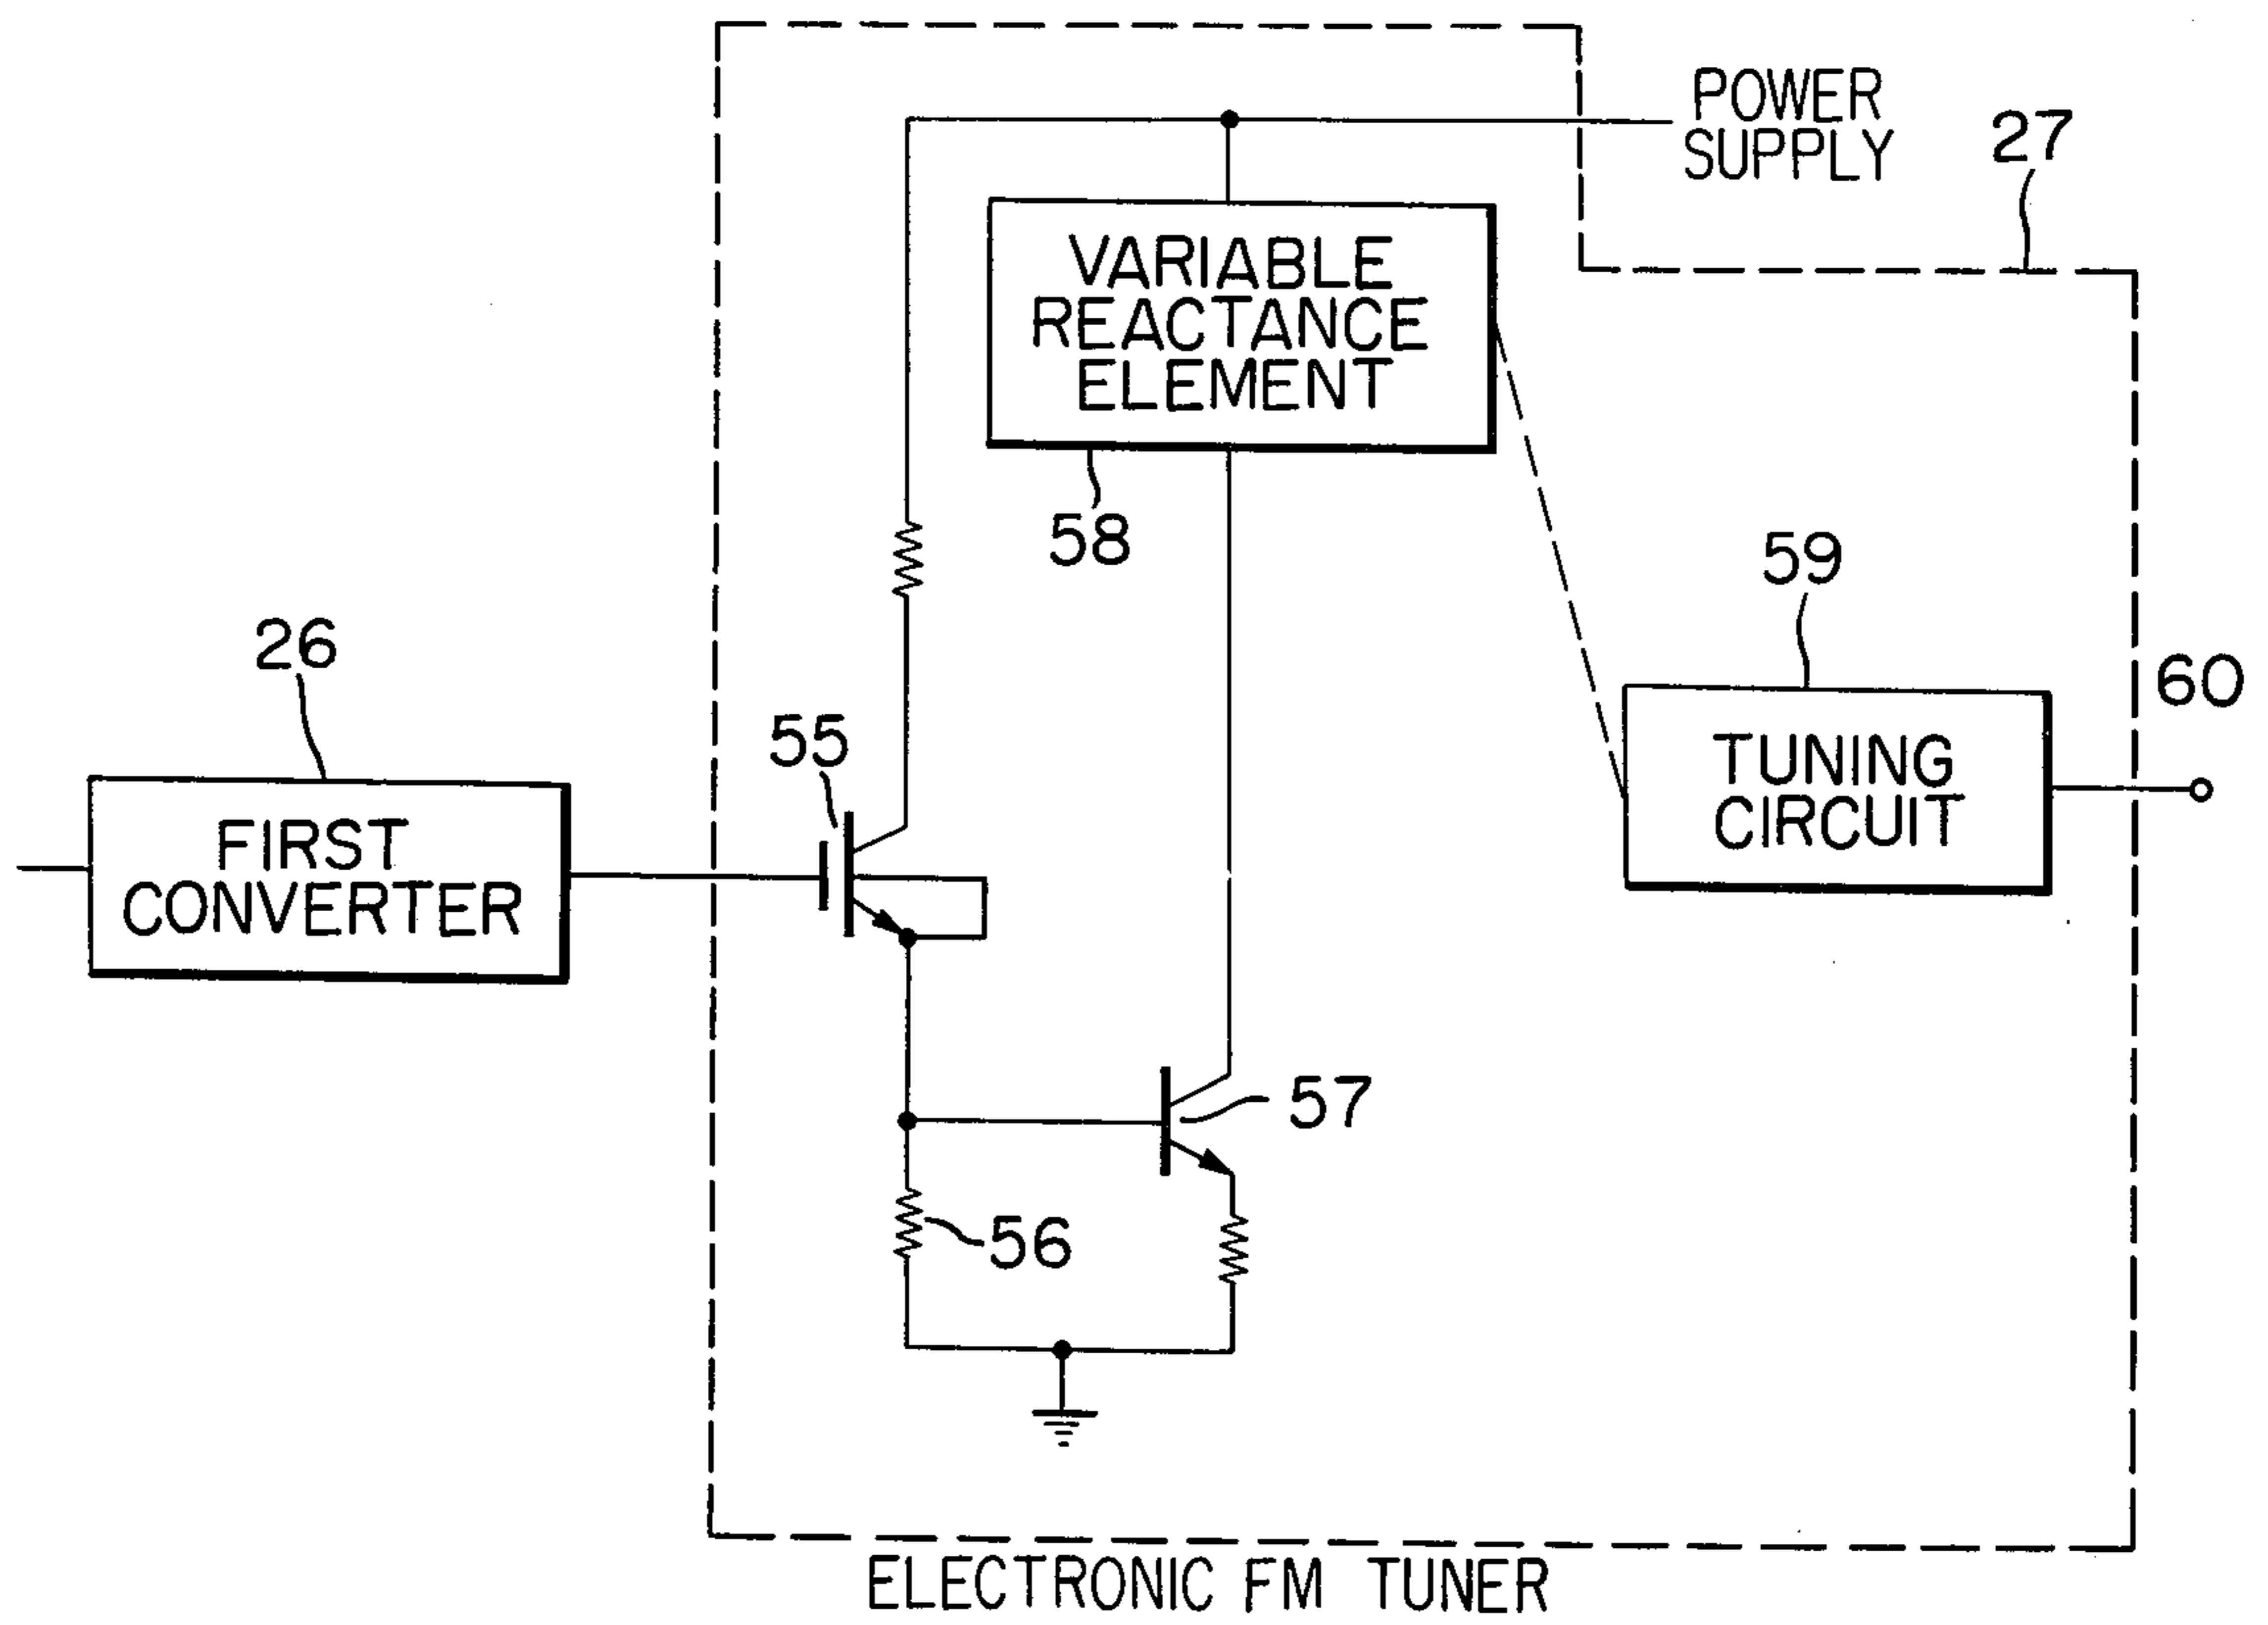 POWER
SUPPLY
27
VARIABLE
REACTANCE
ELEMENT
58
59
26
60
55
TUNING
CIRCUIT
FIRST
CONVERTER
57
56
ELECTRONIC FM TUNER